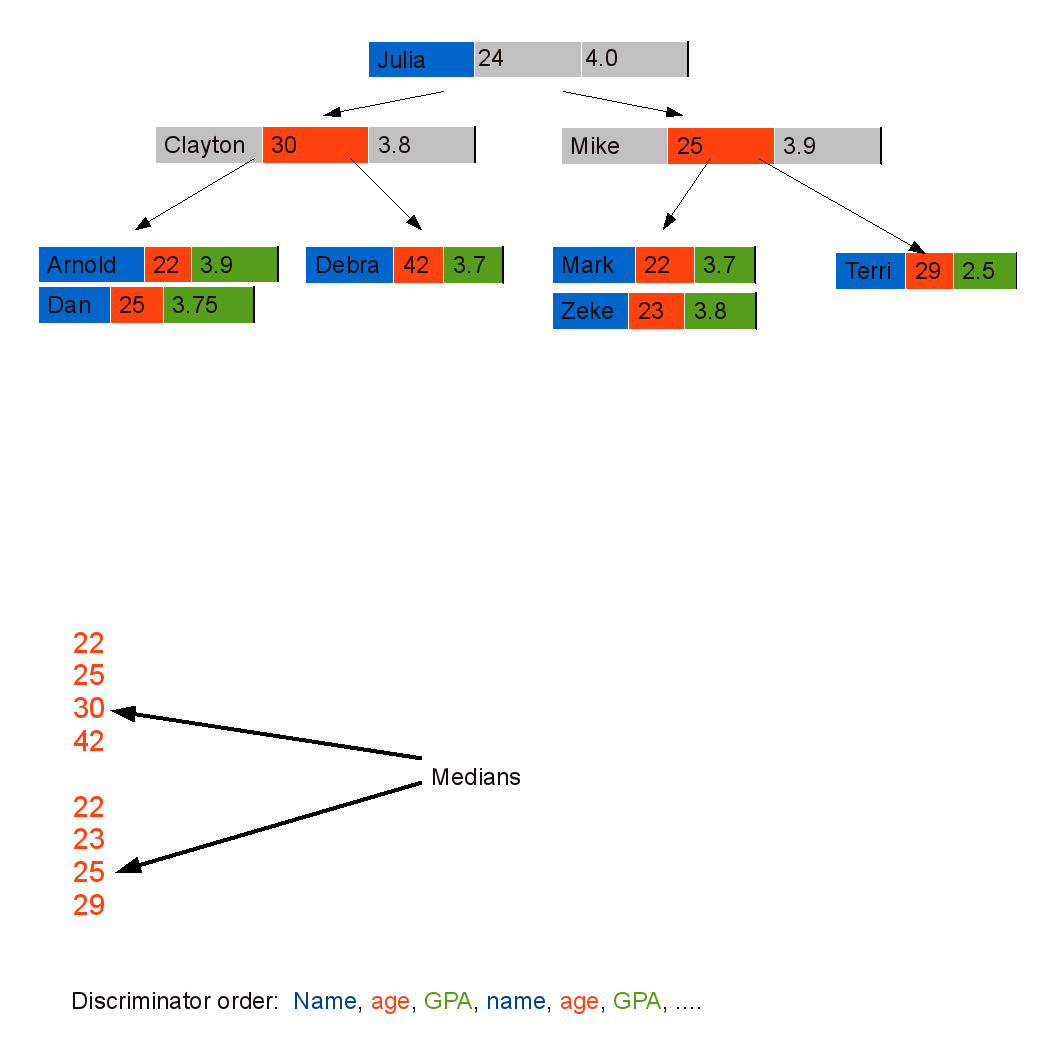 Julia 24 4.0
Clayton 30 3.8
Mike 25 3.9
Arnold 22 3.9
Dan 25 3.75
Debra 42 3.7
Mark 22 3.7
Zeke 23 3.8
Terri 29 2.5
22
25
30
42
Medians
22
23
25
29
Discriminator order: Name, age, GPA, name, age, GPA, ....